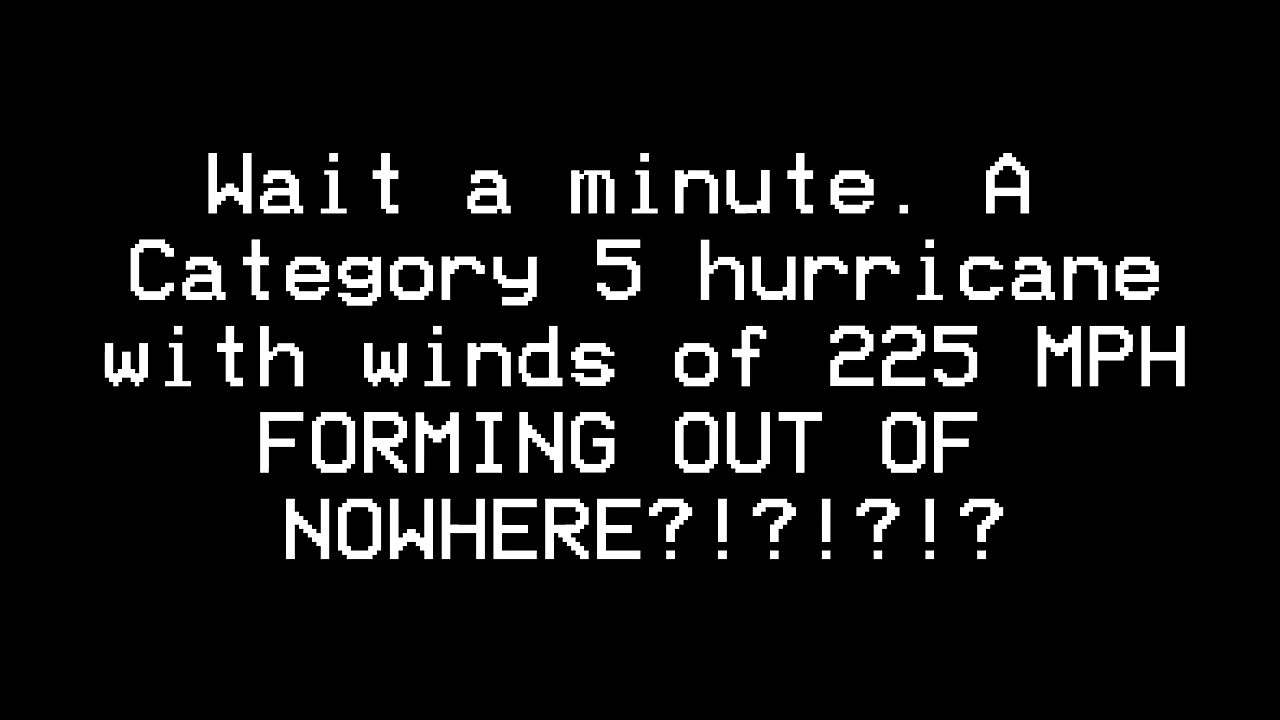 Wait a minute. A
Category 5 hurricane
with winds of 225 MPH
FORMING OUT OF
NOWHERE?!?!?!?